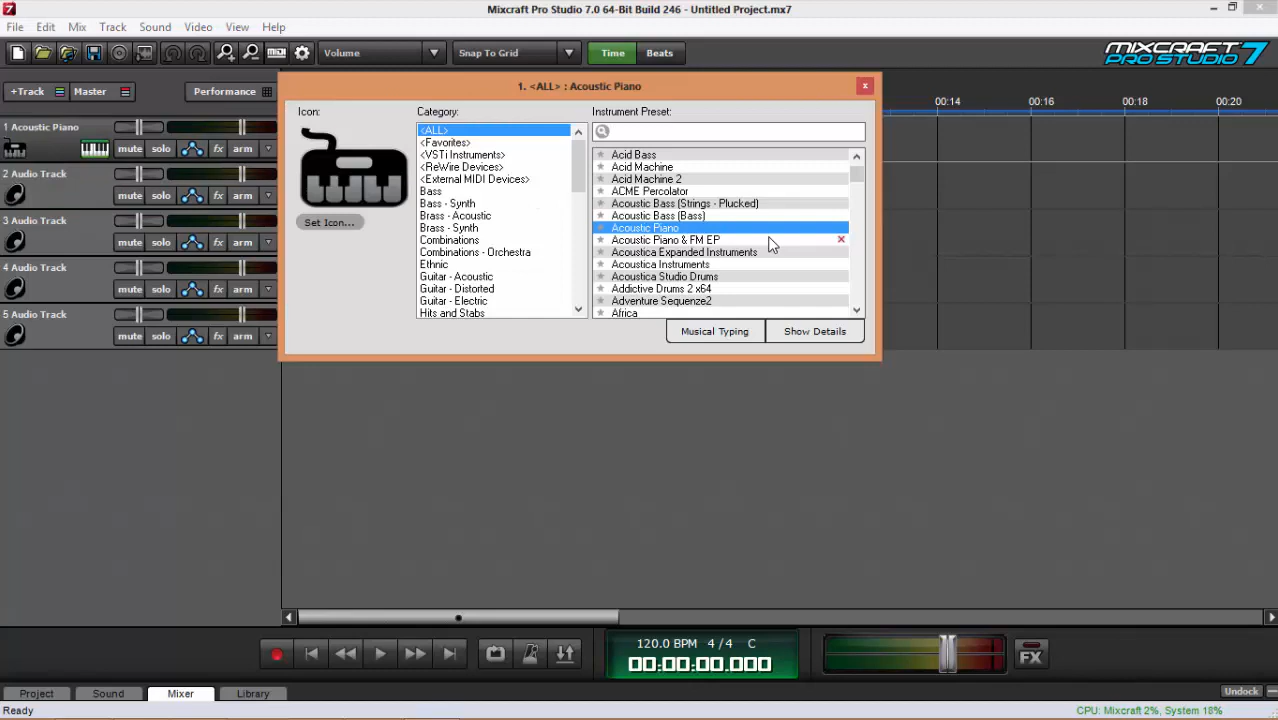 Mixcraft Pro Studio 7.0 64-Bit Build 246 - Untitled Project.mx7
File Edit Mix Track Sound Video View Help
Volume Snap To Grid Time Beats MIXCRAFT PRO STUDIO 7
+Track Master Performance 00:14 00:16 00:18 00:20
1. <ALL> : Acoustic Piano x
Icon: Category: Instrument Preset:
Set Icon...
<ALL>
<Favorites>
<VSTi Instruments>
<ReWire Devices>
<External MIDI Devices>
Bass
Bass - Synth
Brass - Acoustic
Brass - Synth
Combinations
Combinations - Orchestra
Ethnic
Guitar - Acoustic
Guitar - Distorted
Guitar - Electric
Hits and Stabs
Acid Bass
Acid Machine
Acid Machine 2
ACME Percolator
Acoustic Bass (Strings - Plucked)
Acoustic Bass (Bass)
Acoustic Piano
Acoustic Piano & FM EP
Acoustica Expanded Instruments
Acoustica Instruments
Acoustica Studio Drums
Addictive Drums 2 x64
Adventure Sequenze2
Africa
Musical Typing Show Details
1 Acoustic Piano
mute solo fx arm
2 Audio Track
mute solo fx arm
3 Audio Track
mute solo fx arm
4 Audio Track
mute solo fx arm
5 Audio Track
mute solo fx arm
120.0 BPM 4 / 4 C
00:00:00.000
FX
Project Sound Mixer Library Undock
Ready CPU: Mixcraft 2%, System 18%